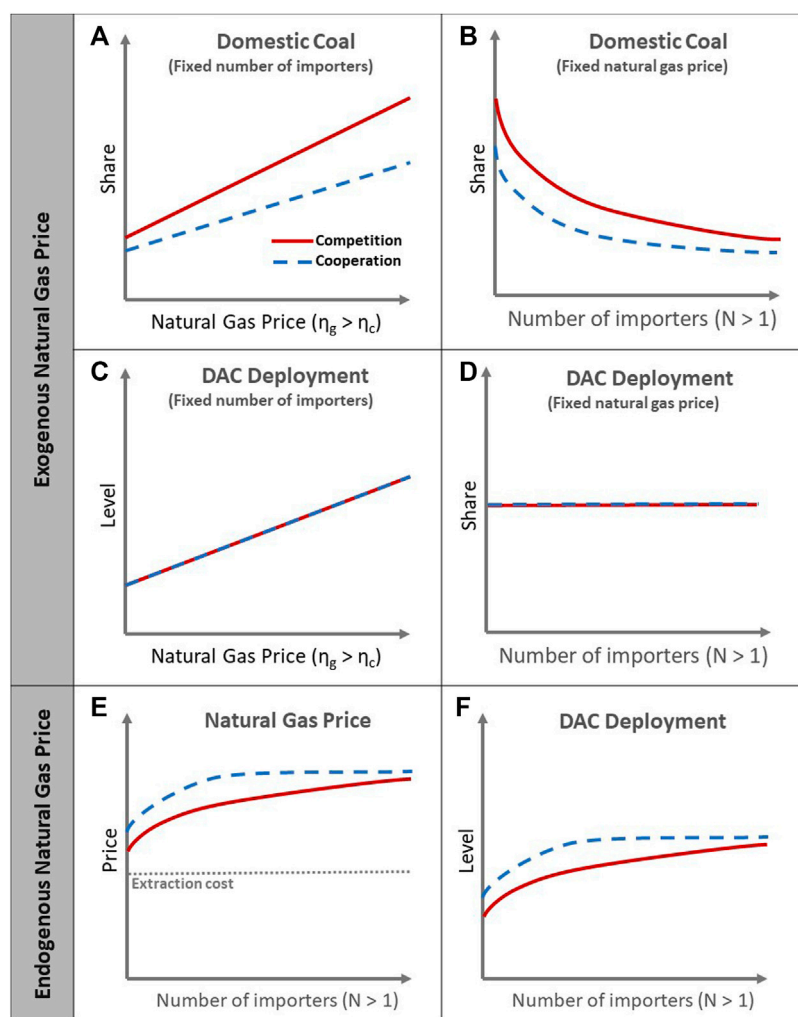 Exogenous Natural Gas Price
A
Domestic Coal
(Fixed number of importers)
Share
Competition
Cooperation
Natural Gas Price (ηg > ηc)
B
Domestic Coal
(Fixed natural gas price)
Share
Number of importers (N > 1)
C
DAC Deployment
(Fixed number of importers)
Level
Natural Gas Price (ηg > ηc)
D
DAC Deployment
(Fixed natural gas price)
Share
Number of importers (N > 1)
Endogenous Natural Gas Price
E
Natural Gas Price
Price
Extraction cost
Number of importers (N > 1)
F
DAC Deployment
Level
Number of importers (N > 1)